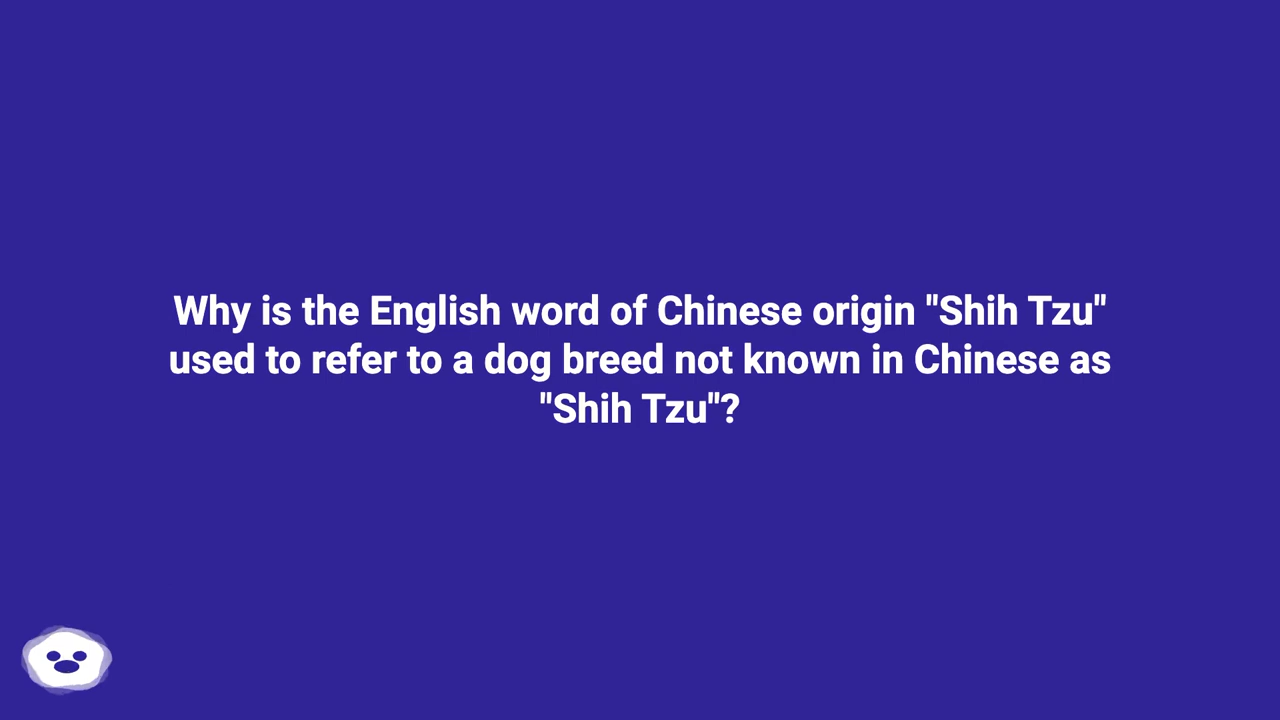 Why is the English word of Chinese origin "Shih Tzu"
used to refer to a dog breed not known in Chinese as
"Shih Tzu"?